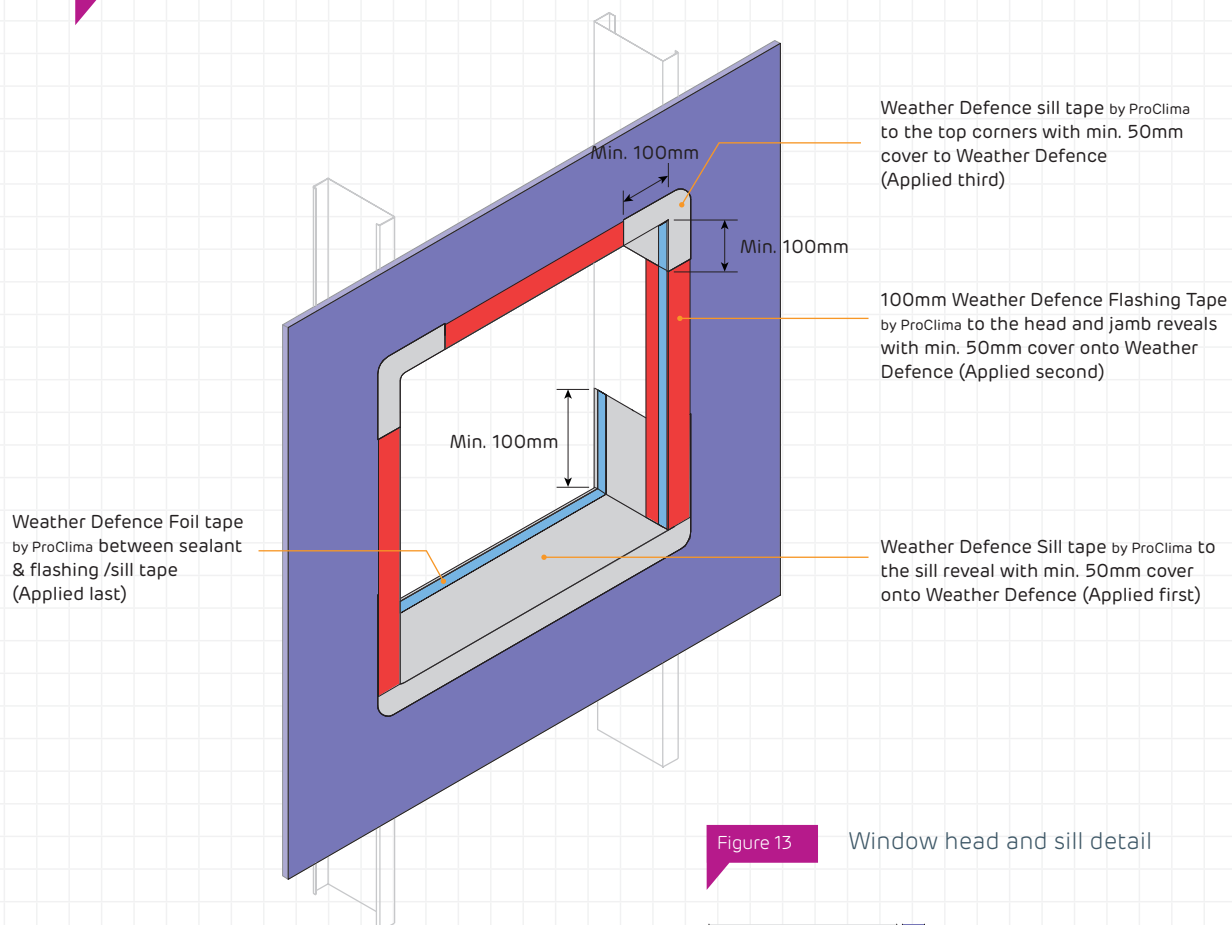 Weather Defence sill tape by ProClima
to the top corners with min. 50mm
cover to Weather Defence
(Applied third)
Min. 100mm
Min. 100mm
100mm Weather Defence Flashing Tape
by ProClima to the head and jamb reveals
with min. 50mm cover onto Weather
Defence (Applied second)
Min. 100mm
Weather Defence Foil tape
by ProClima between sealant
& flashing /sill tape
(Applied last)
Weather Defence Sill tape by ProClima to
the sill reveal with min. 50mm cover
onto Weather Defence (Applied first)
Figure 13
Window head and sill detail